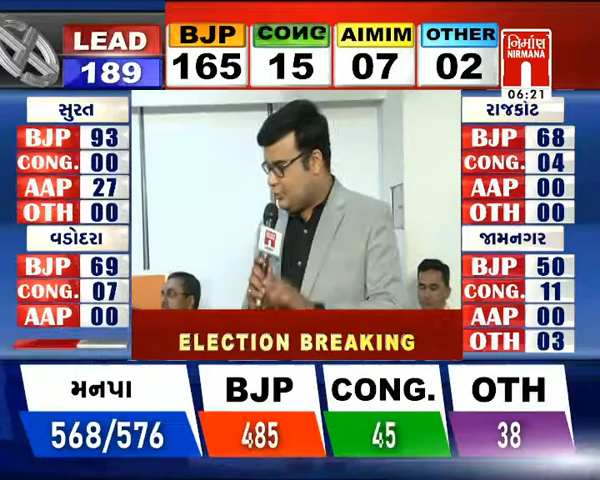 LEAD BJP CONG AIMIM OTHER
189 165 15 07 02
નિર્માણ
NIRMANA
06:21
સુરત
BJP 93
CONG. 00
AAP 27
OTH 00
વડોદરા
BJP 69
CONG. 07
AAP 00
રાજકોટ
BJP 68
CONG. 04
AAP 00
OTH 00
જામનગર
BJP 50
CONG. 11
AAP 00
OTH 03
ELECTION BREAKING
મનપા BJP CONG. OTH
568/576 485 45 38